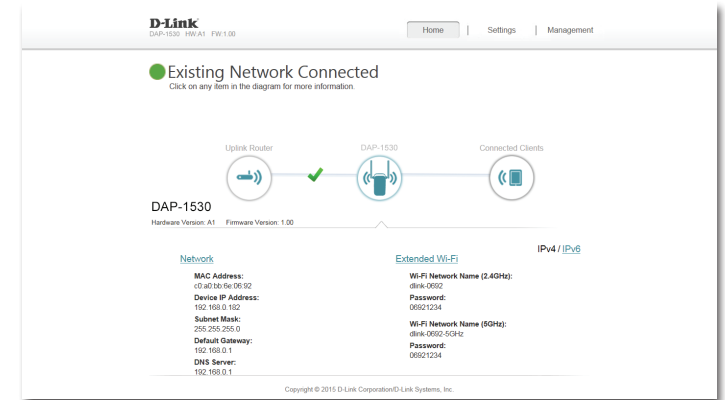 D-Link
DAP-1530 HW:A1 FW:1.00
Home | Settings | Management
Existing Network Connected
Click on any item in the diagram for more information.
Uplink Router
DAP-1530
Connected Clients
DAP-1530
Hardware Version: A1 Firmware Version: 1.00
IPv4 / IPv6
Network
MAC Address:
c0:a0:bb:6e:06:92
Device IP Address:
192.168.0.182
Subnet Mask:
255.255.255.0
Default Gateway:
192.168.0.1
DNS Server:
192.168.0.1
Extended Wi-Fi
Wi-Fi Network Name (2.4GHz):
dlink-0692
Password:
06921234
Wi-Fi Network Name (5GHz):
dlink-0692-5GHz
Password:
06921234
Copyright © 2015 D-Link Corporation/D-Link Systems, Inc.